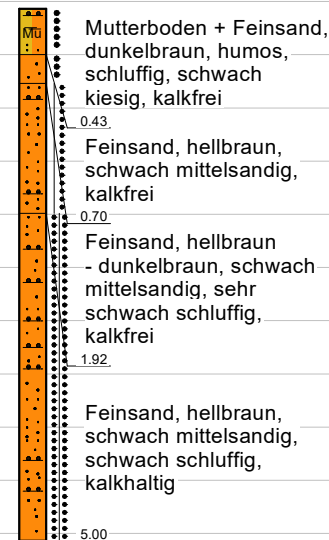 Mutterboden + Feinsand,
Mu
dunkelbraun, humos,
schluffig, schwach
kiesig, kalkfrei
0.43
Feinsand, hellbraun,
schwach mittelsandig,
kalkfrei
0.70
Feinsand, hellbraun
- dunkelbraun, schwach
mittelsandig, sehr
schwach schluffig,
kalkfrei
1.92
Feinsand, hellbraun,
schwach mittelsandig,
schwach schluffig,
kalkhaltig
5.00